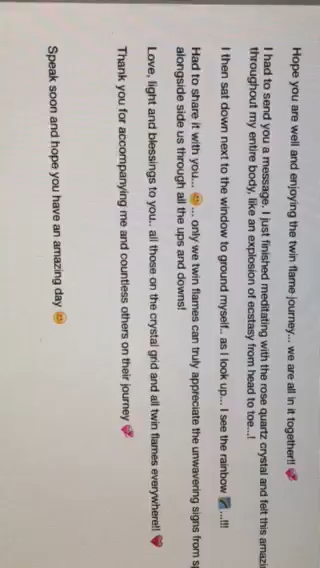 Hope you are well and enjoying the twin flame journey... we are all in it together!! 💞
I had to send you a message. I just finished meditating with the rose quartz crystal and felt this
throughout my entire body, like an explosion of ecstasy from head to toe...!
I then sat down next to the window to ground myself.. as I look up... I see the rainbow 🌈...!!!
Had to share it with you... 😊 ... only we twin flames can truly appreciate the unwavering signs from
alongside side us through all the ups and downs!
Love, light and blessings to you.. all those on the crystal grid and all twin flames everywhere!! 💖
Thank you for accompanying me and countless others on their journey 💞
Speak soon and hope you have an amazing day 😊